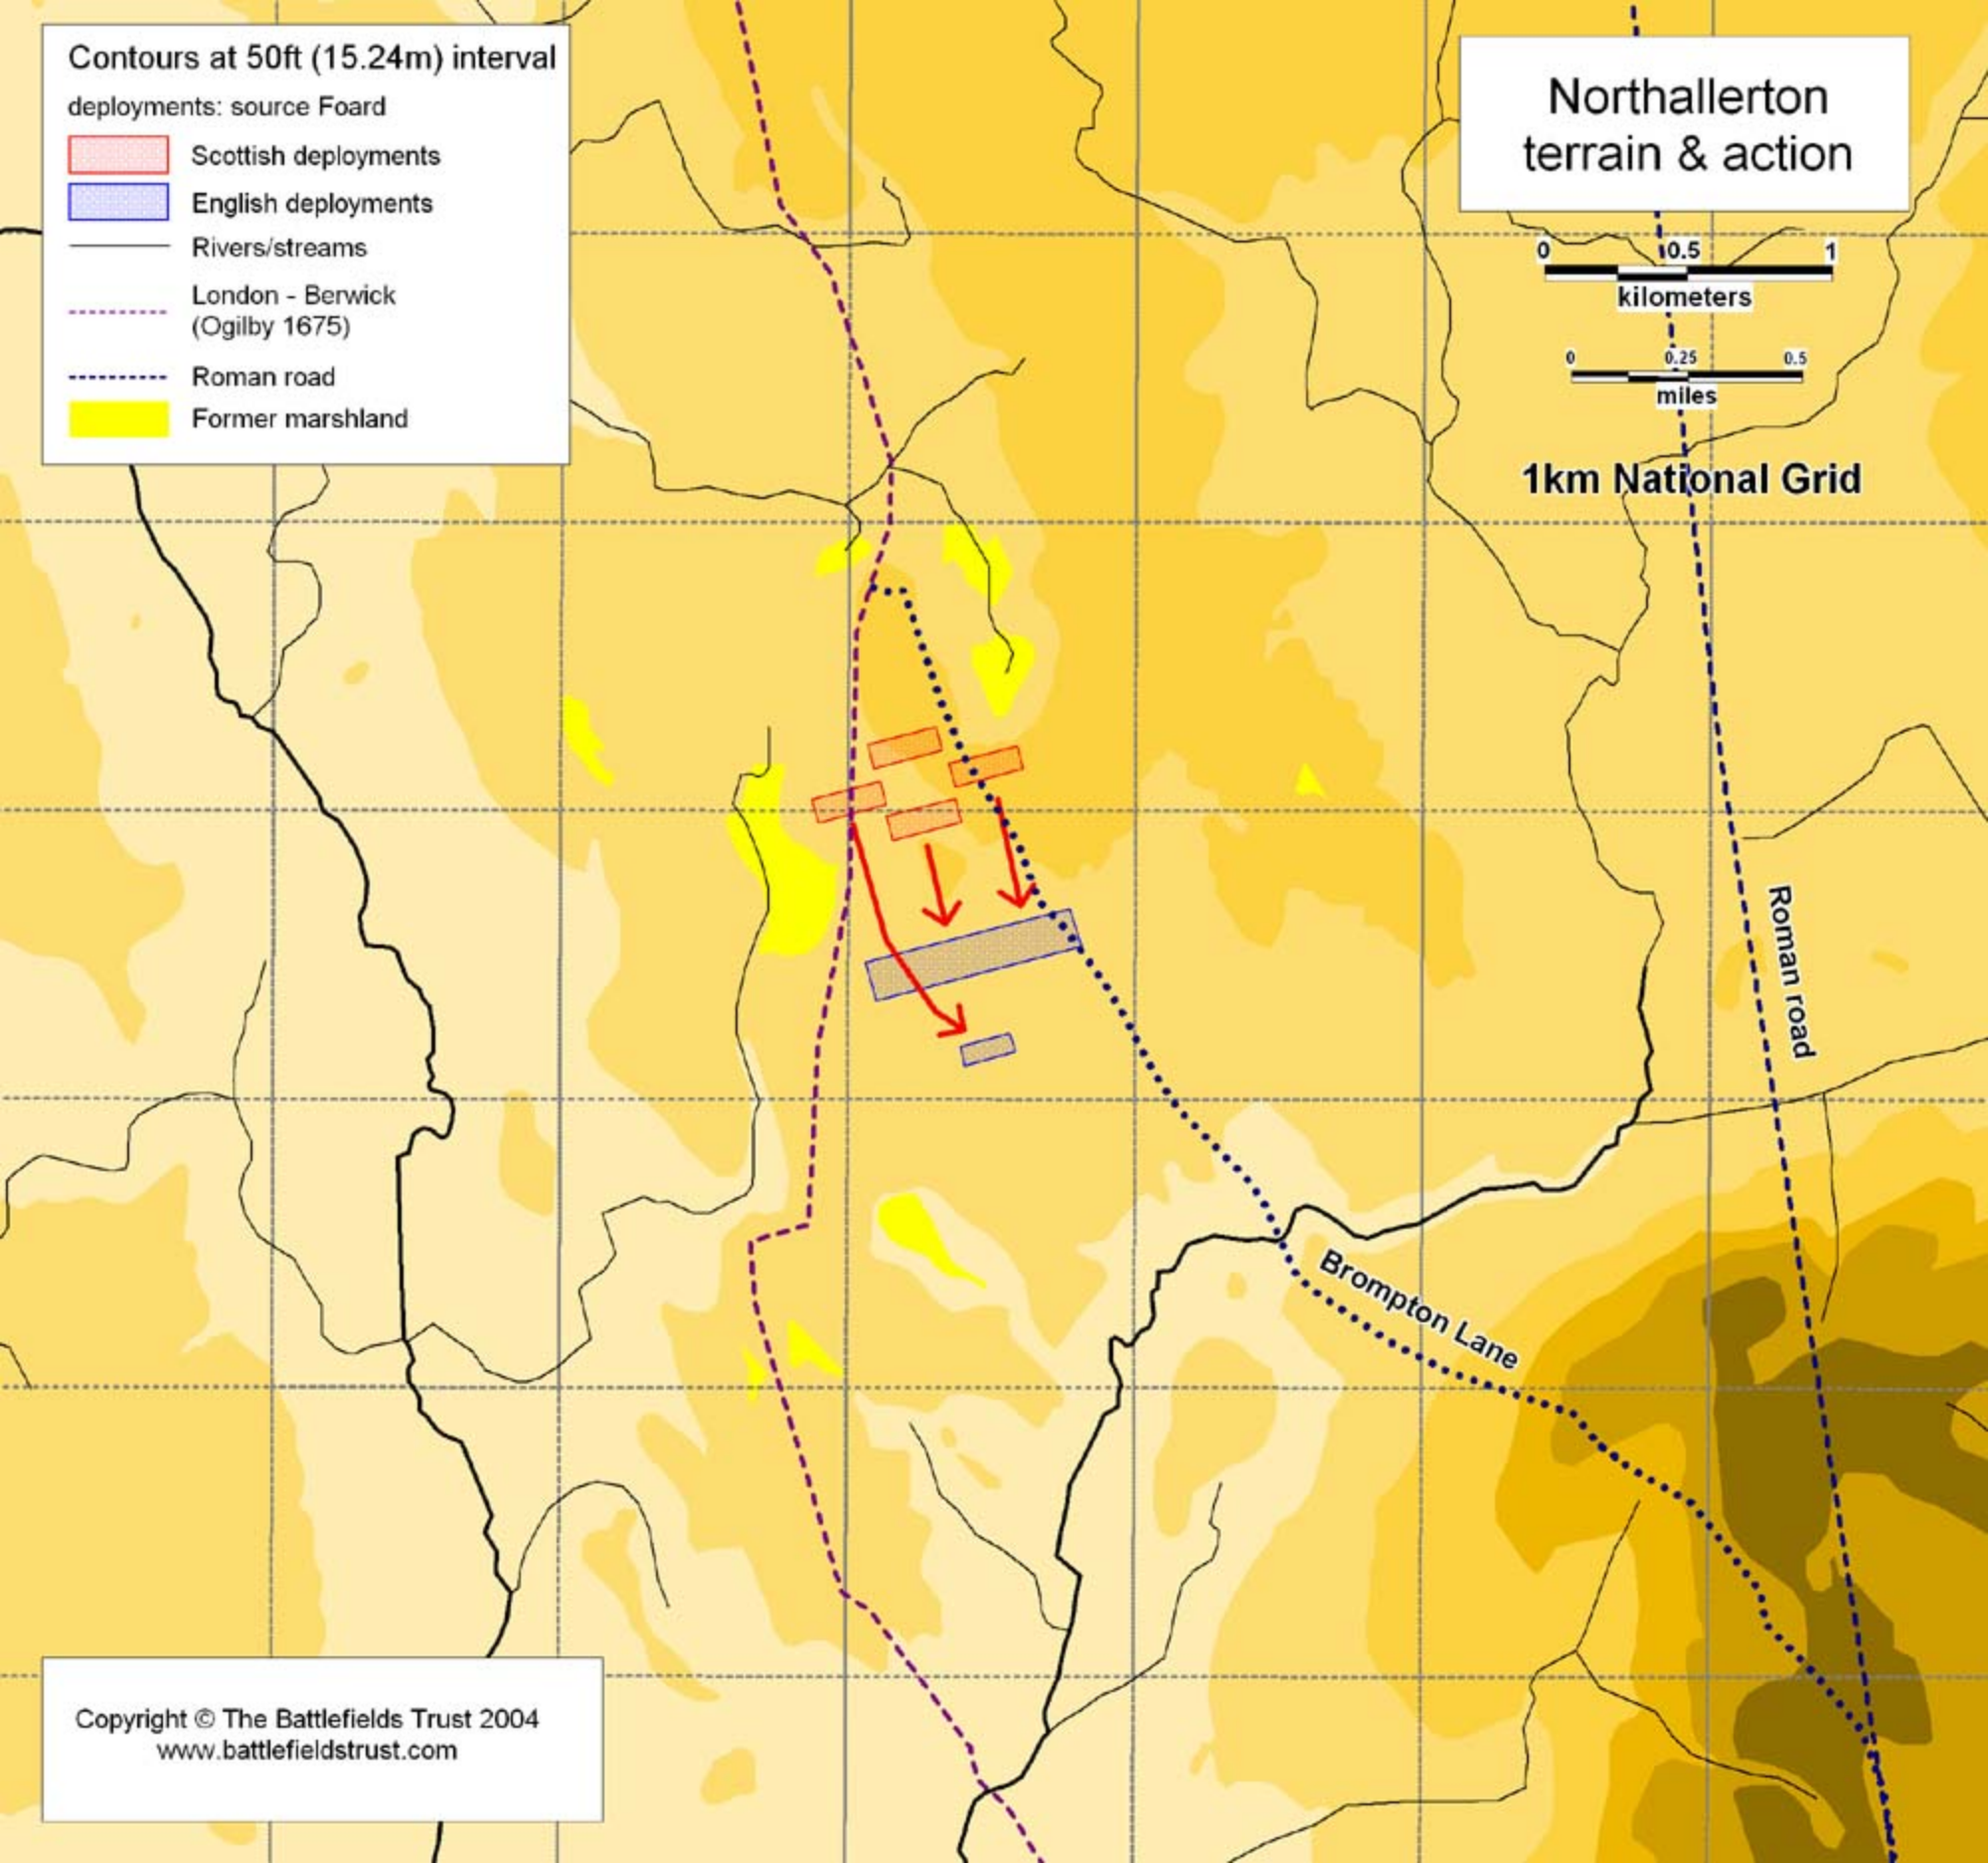 Contours at 50ft (15.24m) interval
deployments: source Foard
Scottish deployments
English deployments
Rivers/streams
London - Berwick
(Ogilby 1675)
Roman road
Former marshland
Northallerton
terrain & action
0 0.5 1
kilometers
0 0.25 0.5
miles
1km National Grid
Roman road
Brompton Lane
Copyright © The Battlefields Trust 2004
www.battlefieldstrust.com